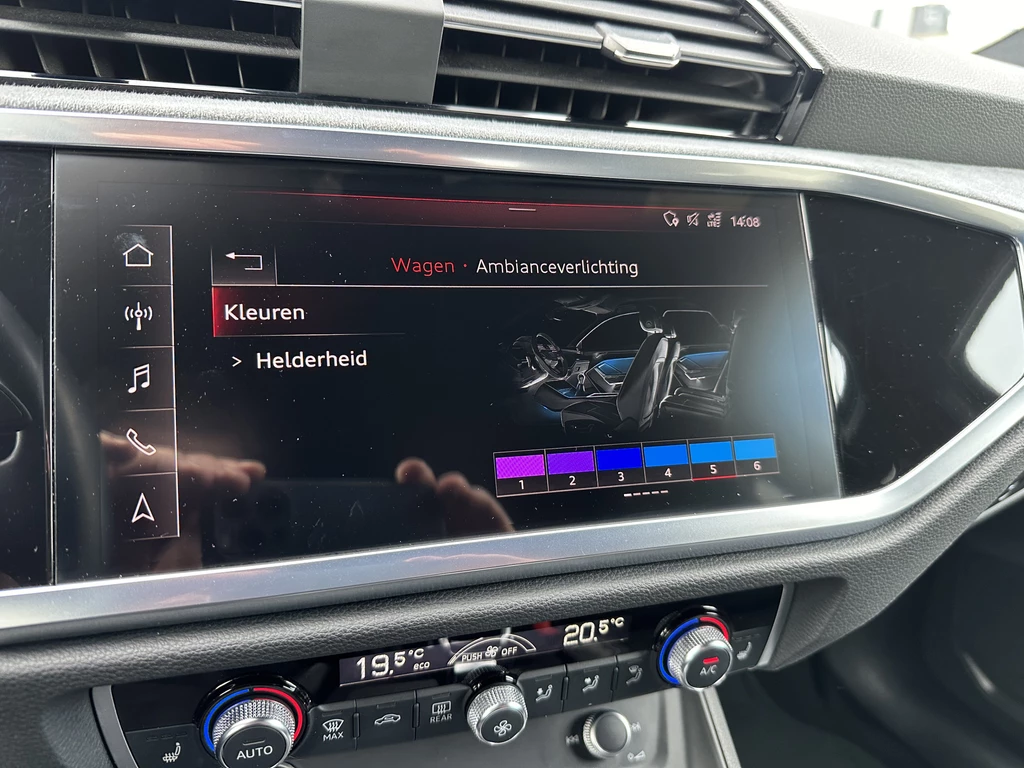 LTE 14:08
Wagen · Ambianceverlichting
Kleuren
> Helderheid
1 2 3 4 5 6
19.5°C eco
PUSH OFF
20.5°C
AUTO
MAX
REAR
A/C